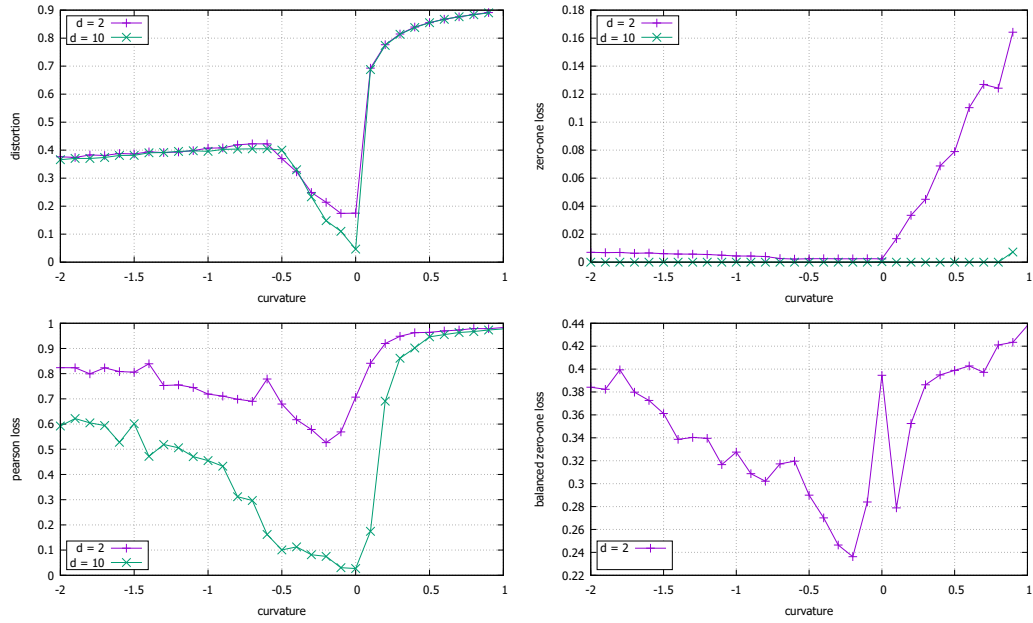 0.9
0.8
0.7
0.6
0.5
0.4
0.3
0.2
0.1
0
distortion
d = 2
d = 10
-2 -1.5 -1 -0.5 0 0.5 1
curvature
0.18
0.16
0.14
0.12
0.1
0.08
0.06
0.04
0.02
0
zero-one loss
d = 2
d = 10
-2 -1.5 -1 -0.5 0 0.5 1
curvature
1
0.9
0.8
0.7
0.6
0.5
0.4
0.3
0.2
0.1
0
pearson loss
d = 2
d = 10
-2 -1.5 -1 -0.5 0 0.5 1
curvature
0.44
0.42
0.4
0.38
0.36
0.34
0.32
0.3
0.28
0.26
0.24
0.22
balanced zero-one loss
d = 2
-2 -1.5 -1 -0.5 0 0.5 1
curvature